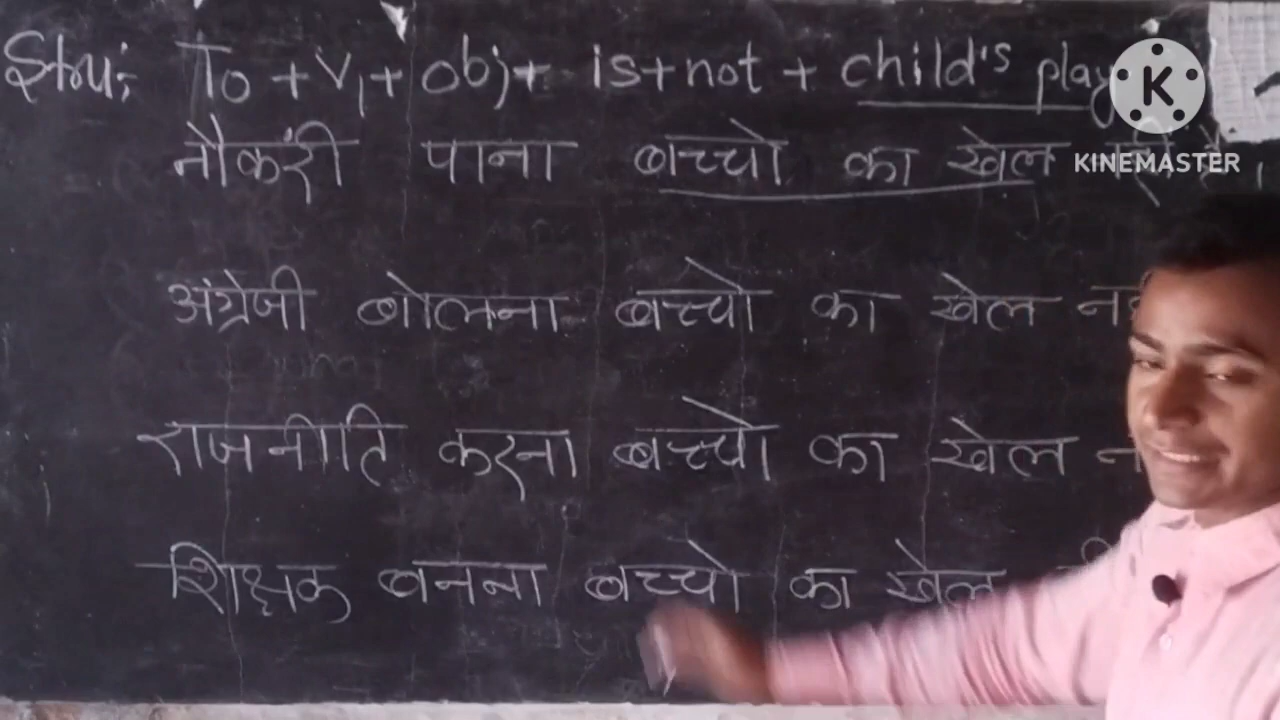 Stru: To + V1 + obj + is + not + child's play
नौकरी पाना बच्चो का खेल है।
अंग्रेजी बोलना बच्चो का खेल
राजनीति करना बच्चो का खेल
शिक्षक बनना बच्चो का खेल
K
KINEMASTER